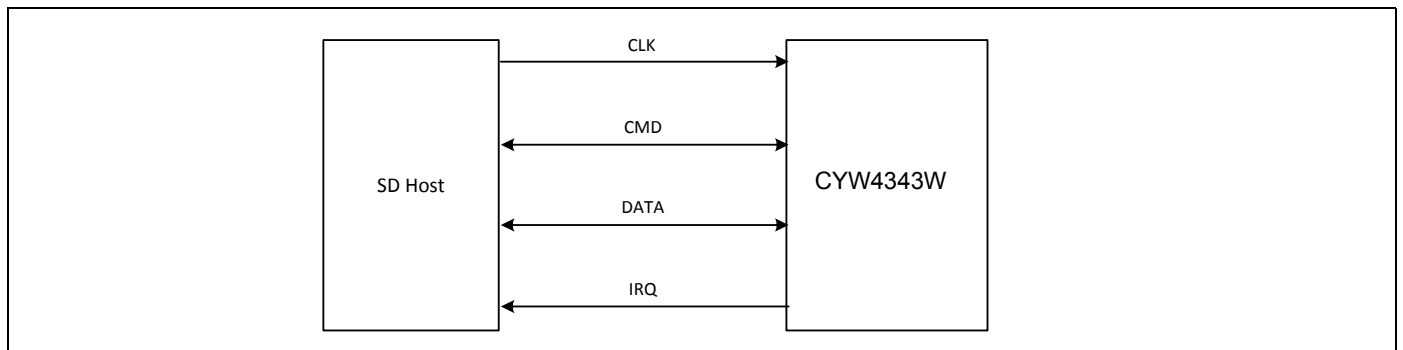 CLK
CMD
SD Host
CYW4343W
DATA
IRQ